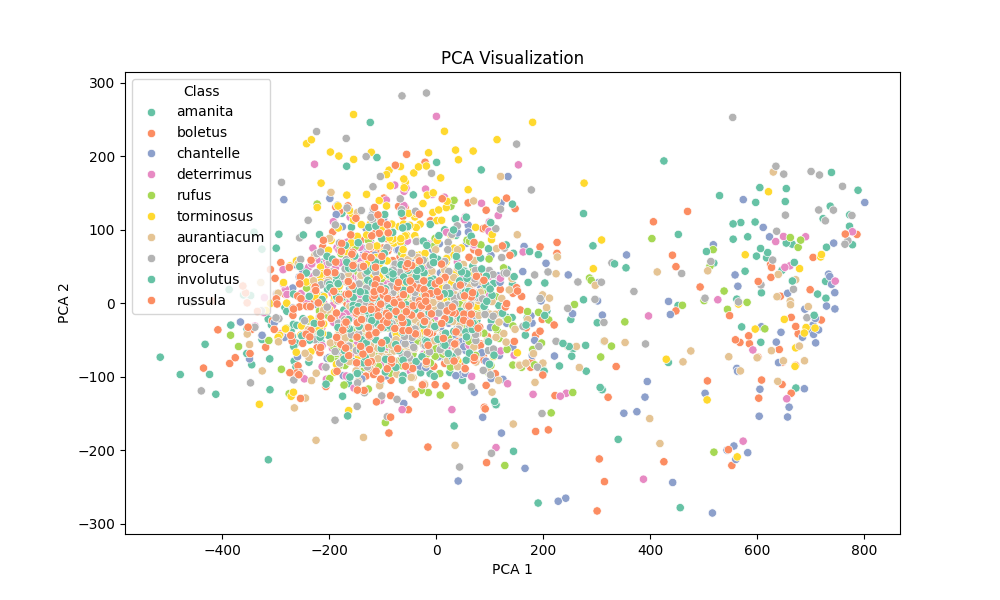 PCA Visualization
Class
amanita
boletus
chantelle
deterrimus
rufus
torminosus
aurantiacum
procera
involutus
russula
300
200
100
0
−100
−200
−300
PCA 2
−400 −200 0 200 400 600 800
PCA 1